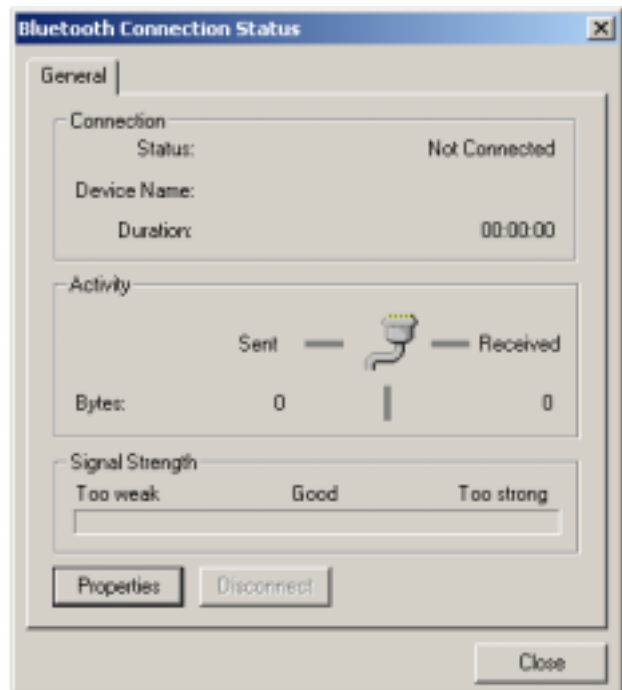 Bluetooth Connection Status
General
Connection
Status: Not Connected
Device Name:
Duration: 00:00:00
Activity
Sent Received
Bytes: 0 0
Signal Strength
Too weak Good Too strong
Properties Disconnect
Close